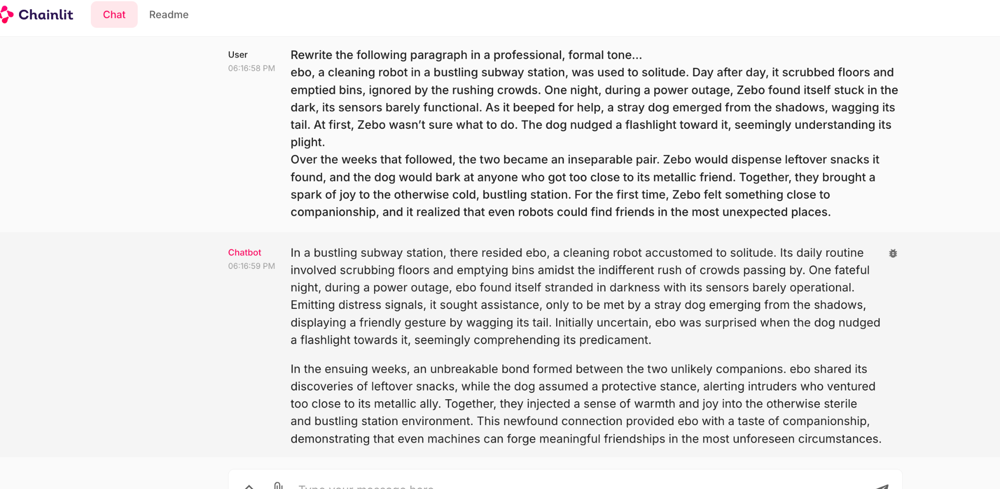 Chainlit Chat Readme
User
06:16:58 PM
Rewrite the following paragraph in a professional, formal tone...
ebo, a cleaning robot in a bustling subway station, was used to solitude. Day after day, it scrubbed floors and
emptied bins, ignored by the rushing crowds. One night, during a power outage, Zebo found itself stuck in the
dark, its sensors barely functional. As it beeped for help, a stray dog emerged from the shadows, wagging its
tail. At first, Zebo wasn’t sure what to do. The dog nudged a flashlight toward it, seemingly understanding its
plight.
Over the weeks that followed, the two became an inseparable pair. Zebo would dispense leftover snacks it
found, and the dog would bark at anyone who got too close to its metallic friend. Together, they brought a
spark of joy to the otherwise cold, bustling station. For the first time, Zebo felt something close to
companionship, and it realized that even robots could find friends in the most unexpected places.
Chatbot
06:16:59 PM
In a bustling subway station, there resided ebo, a cleaning robot accustomed to solitude. Its daily routine
involved scrubbing floors and emptying bins amidst the indifferent rush of crowds passing by. One fateful
night, during a power outage, ebo found itself stranded in darkness with its sensors barely operational.
Emitting distress signals, it sought assistance, only to be met by a stray dog emerging from the shadows,
displaying a friendly gesture by wagging its tail. Initially uncertain, ebo was surprised when the dog nudged
a flashlight towards it, seemingly comprehending its predicament.
In the ensuing weeks, an unbreakable bond formed between the two unlikely companions. ebo shared its
discoveries of leftover snacks, while the dog assumed a protective stance, alerting intruders who ventured
too close to its metallic ally. Together, they injected a sense of warmth and joy into the otherwise sterile
and bustling station environment. This newfound connection provided ebo with a taste of companionship,
demonstrating that even machines can forge meaningful friendships in the most unforeseen circumstances.
Type your message here